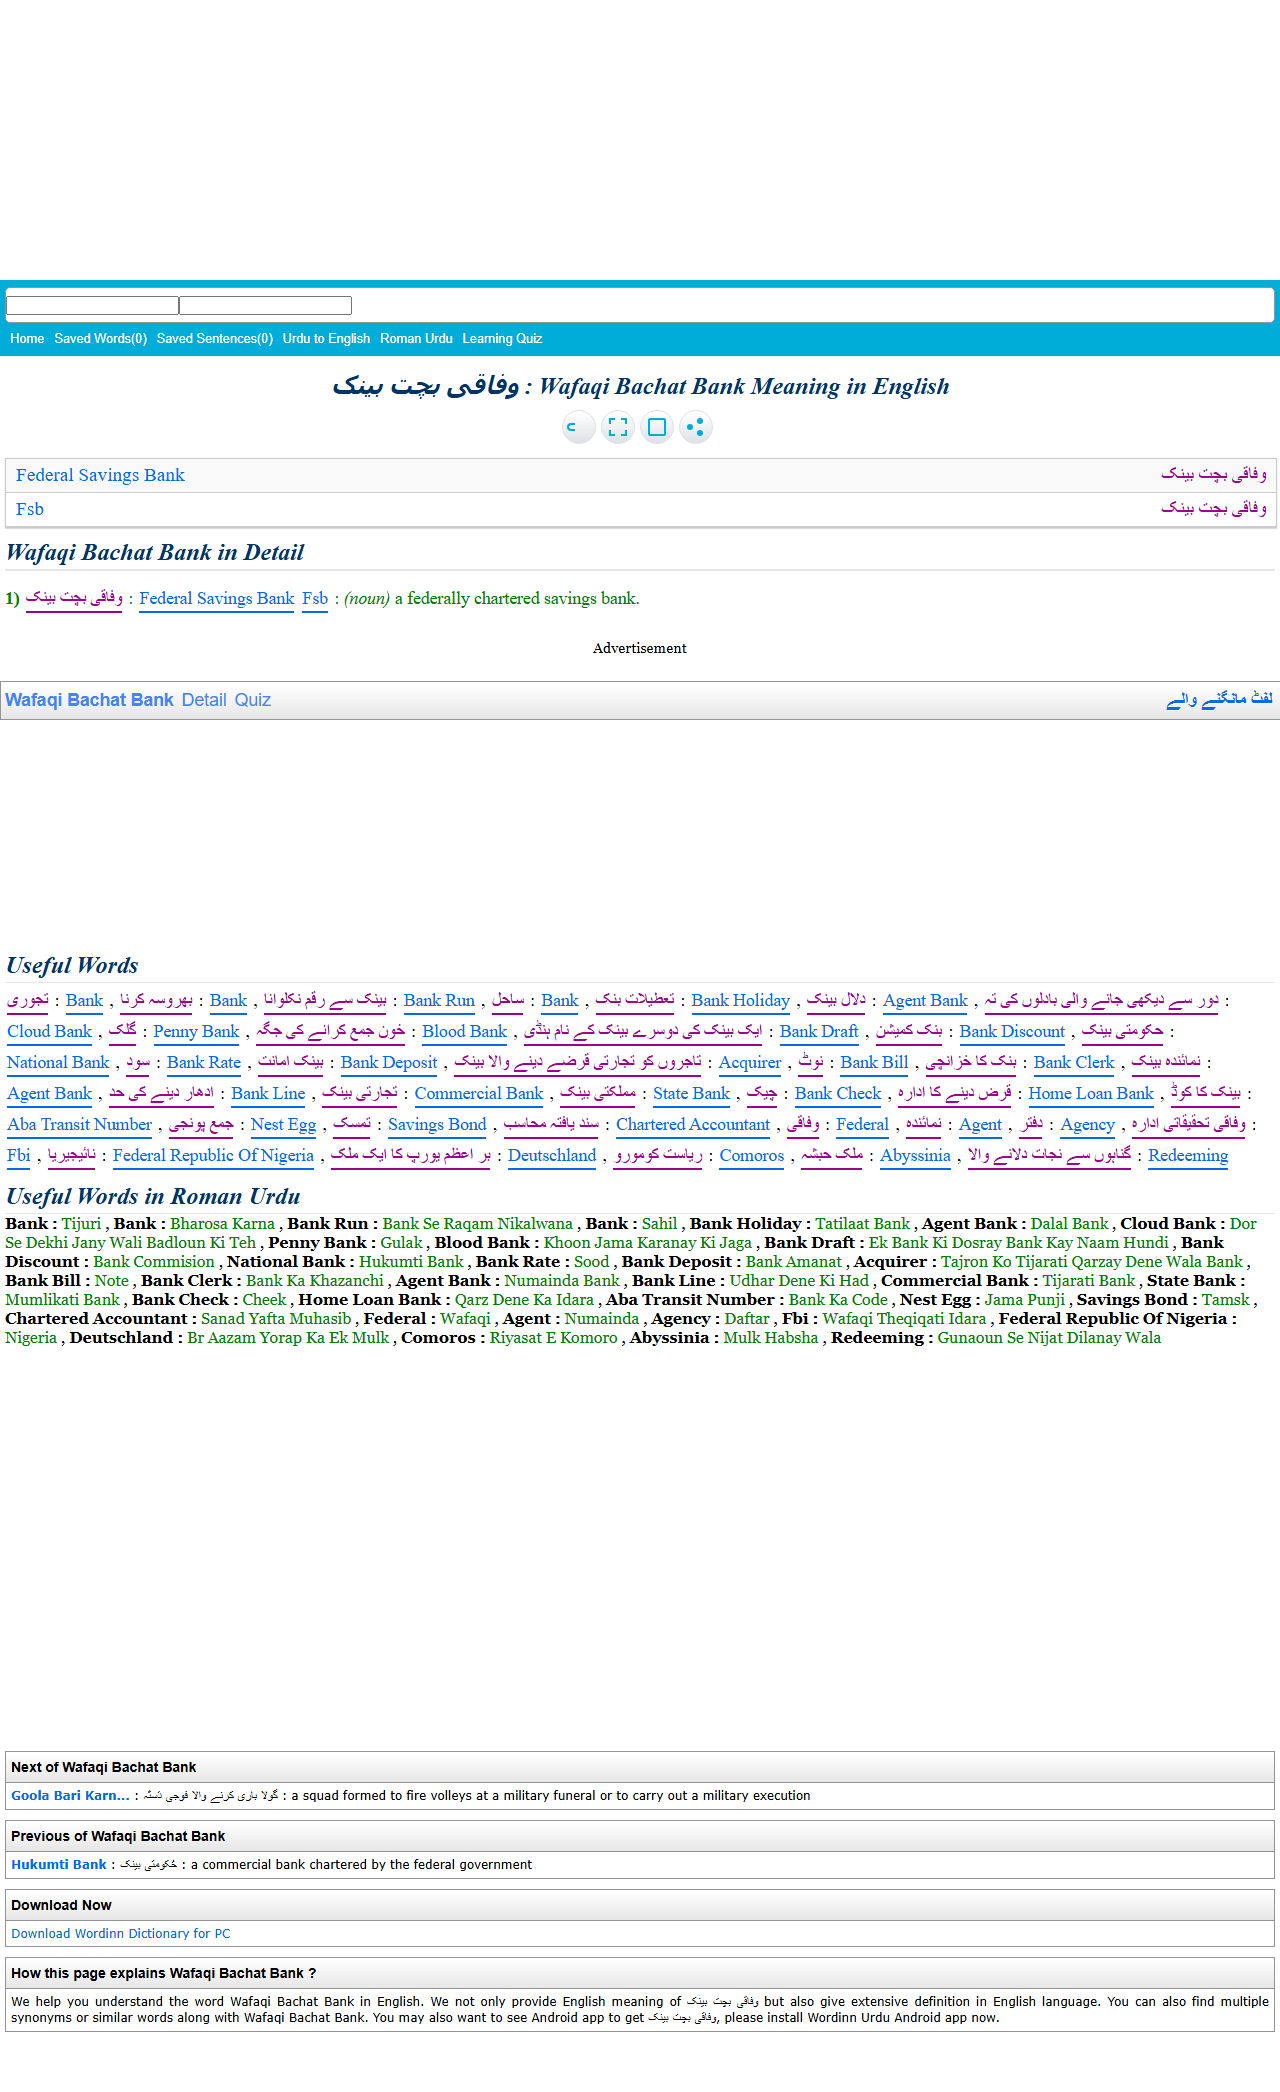 Home Saved Words(0) Saved Sentences(0) Urdu to English Roman Urdu Learning Quiz
وفاقی بچت بینک : Wafaqi Bachat Bank Meaning in English
Federal Savings Bank وفاقی بچت بینک
Fsb وفاقی بچت بینک
Wafaqi Bachat Bank in Detail
1) وفاقی بچت بینک : Federal Savings Bank Fsb : (noun) a federally chartered savings bank.
Advertisement
Wafaqi Bachat Bank Detail Quiz لفٹ مانگنے والے
Useful Words
تجوری : Bank , بھروسہ کرنا : Bank , بینک سے رقم نکلوانا : Bank Run , ساحل : Bank , تعطیلات بنک : Bank Holiday , دلال بینک : Agent Bank , دور سے دیکھی جانے والی بادلوں کی تہ :
Cloud Bank , گلک : Penny Bank , خون جمع کرانے کی جگہ : Blood Bank , ایک بینک کی دوسرے بینک کے نام ہنڈی : Bank Draft , بنک کمیشن : Bank Discount , حکومتی بینک :
National Bank , سود : Bank Rate , بینک امانت : Bank Deposit , تاجروں کو تجارتی قرضے دینے والا بینک : Acquirer , نوٹ : Bank Bill , بنک کا خزانچی : Bank Clerk , نمائندہ بینک :
Agent Bank , ادھار دینے کی حد : Bank Line , تجارتی بینک : Commercial Bank , مملکتی بینک : State Bank , چیک : Bank Check , قرض دینے کا ادارہ : Home Loan Bank , بینک کا کوڈ :
Aba Transit Number , جمع پونجی : Nest Egg , تمسک : Savings Bond , سند یافتہ محاسب : Chartered Accountant , وفاقی : Federal , نمائندہ : Agent , دفتر : Agency , وفاقی تحقیقاتی ادارہ :
Fbi , نائیجیریا : Federal Republic Of Nigeria , بر اعظم یورپ کا ایک ملک : Deutschland , ریاست کومورو : Comoros , ملک حبشہ : Abyssinia , گناہوں سے نجات دلانے والا : Redeeming
Useful Words in Roman Urdu
Bank : Tijuri , Bank : Bharosa Karna , Bank Run : Bank Se Raqam Nikalwana , Bank : Sahil , Bank Holiday : Tatilaat Bank , Agent Bank : Dalal Bank , Cloud Bank : Dor
Se Dekhi Jany Wali Badloun Ki Teh , Penny Bank : Gulak , Blood Bank : Khoon Jama Karanay Ki Jaga , Bank Draft : Ek Bank Ki Dosray Bank Kay Naam Hundi , Bank
Discount : Bank Commision , National Bank : Hukumti Bank , Bank Rate : Sood , Bank Deposit : Bank Amanat , Acquirer : Tajron Ko Tijarati Qarzay Dene Wala Bank ,
Bank Bill : Note , Bank Clerk : Bank Ka Khazanchi , Agent Bank : Numainda Bank , Bank Line : Udhar Dene Ki Had , Commercial Bank : Tijarati Bank , State Bank :
Mumlikati Bank , Bank Check : Cheek , Home Loan Bank : Qarz Dene Ka Idara , Aba Transit Number : Bank Ka Code , Nest Egg : Jama Punji , Savings Bond : Tamsk ,
Chartered Accountant : Sanad Yafta Muhasib , Federal : Wafaqi , Agent : Numainda , Agency : Daftar , Fbi : Wafaqi Theqiqati Idara , Federal Republic Of Nigeria :
Nigeria , Deutschland : Br Aazam Yorap Ka Ek Mulk , Comoros : Riyasat E Komoro , Abyssinia : Mulk Habsha , Redeeming : Gunaoun Se Nijat Dilanay Wala
Next of Wafaqi Bachat Bank
Goola Bari Karn... : گولا باری کرنے والا فوجی دستہ : a squad formed to fire volleys at a military funeral or to carry out a military execution
Previous of Wafaqi Bachat Bank
Hukumti Bank : حکومتی بینک : a commercial bank chartered by the federal government
Download Now
Download Wordinn Dictionary for PC
How this page explains Wafaqi Bachat Bank ?
We help you understand the word Wafaqi Bachat Bank in English. We not only provide English meaning of وفاقی بچت بینک but also give extensive definition in English language. You can also find multiple
synonyms or similar words along with Wafaqi Bachat Bank. You may also want to see Android app to get وفاقی بچت بینک, please install Wordinn Urdu Android app now.